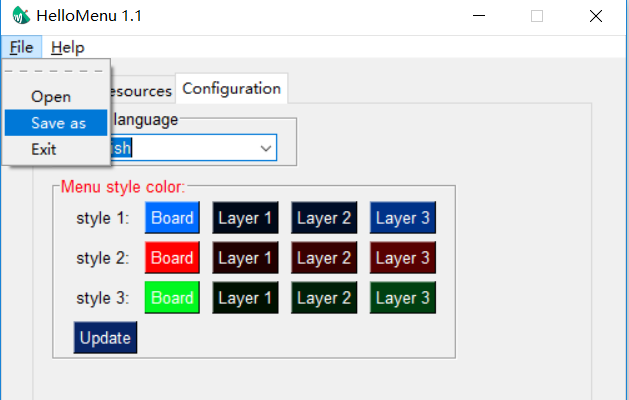 HelloMenu 1.1
File Help
Open
Save as
Exit
esources Configuration
language
ish
Menu style color:
style 1: Board Layer 1 Layer 2 Layer 3
style 2: Board Layer 1 Layer 2 Layer 3
style 3: Board Layer 1 Layer 2 Layer 3
Update